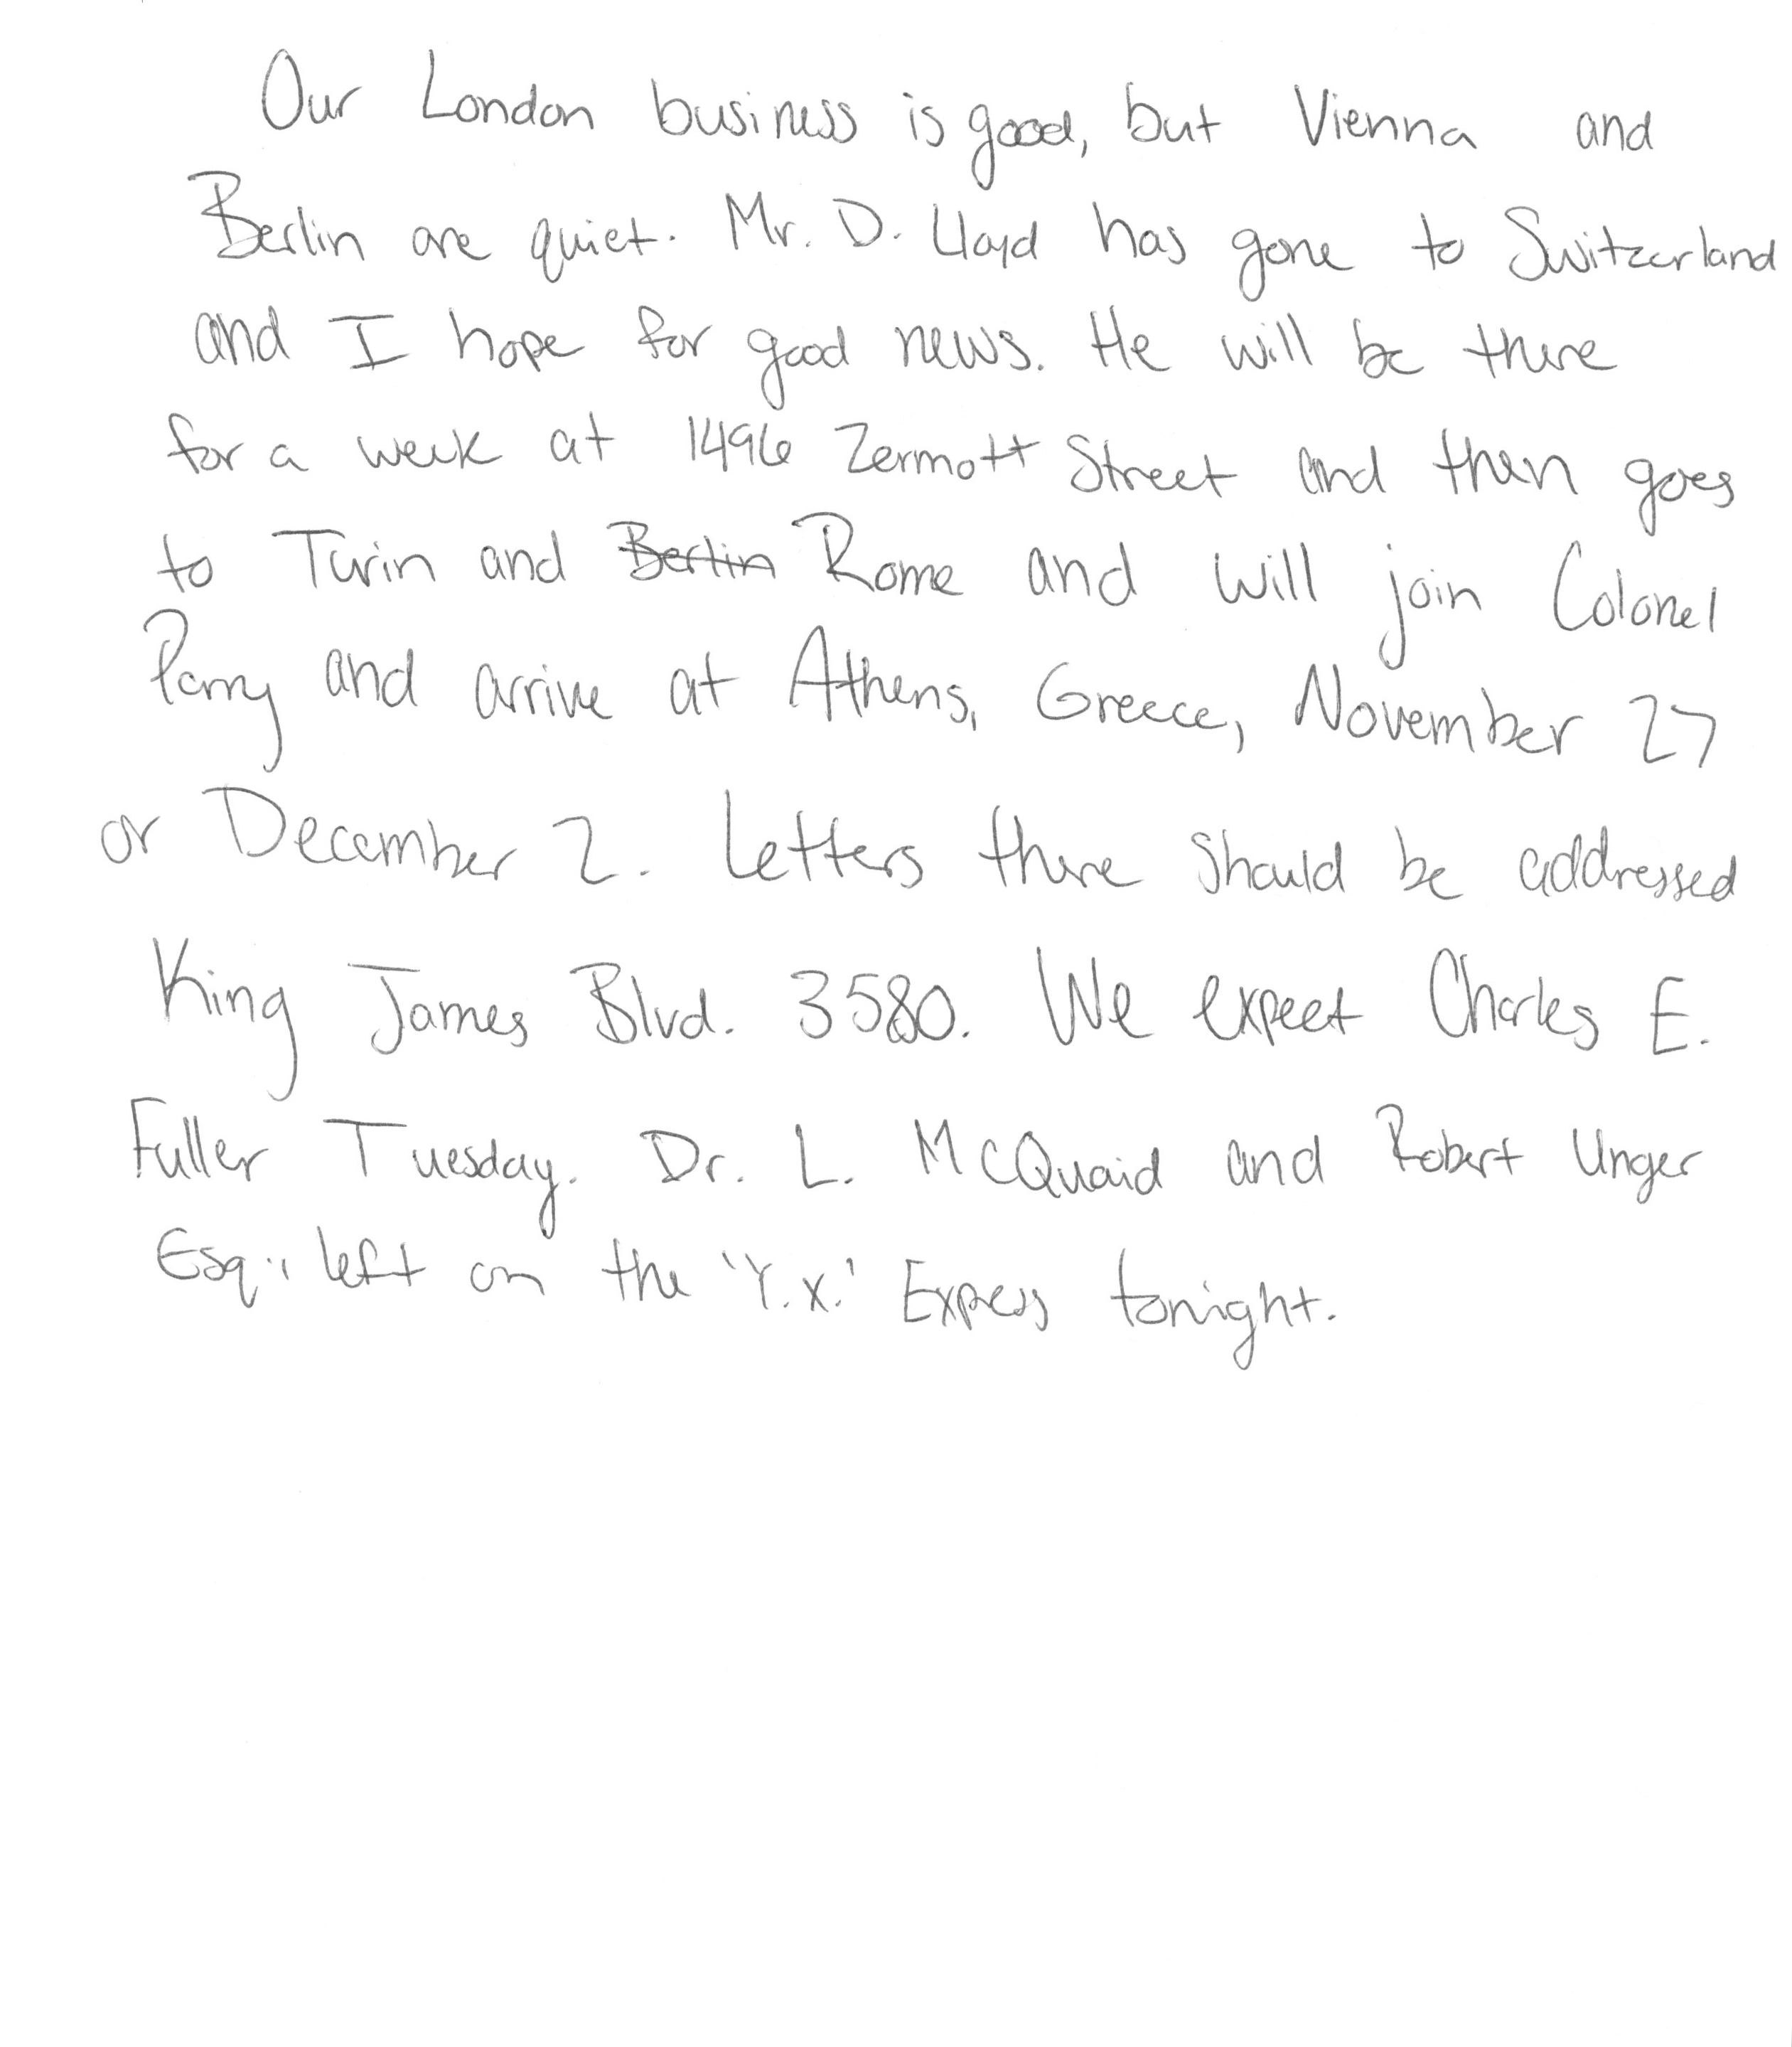 Our London business is good, but Vienna and
Berlin are quiet. Mr. D. Lloyd has gone to Switzerland
and I hope for good news. He will be there
for a week at 1496 Zermott Street and then goes
to Turin and Berlin Rome and will join Colonel
Parry and arrive at Athens, Greece, November 27
or December 2. Letters there should be addressed
King James Blvd. 3580. We expect Charles E.
Fuller Tuesday. Dr. L. McQuaid and Robert Unger
Esq., left on the 'Y.X.' Express tonight.